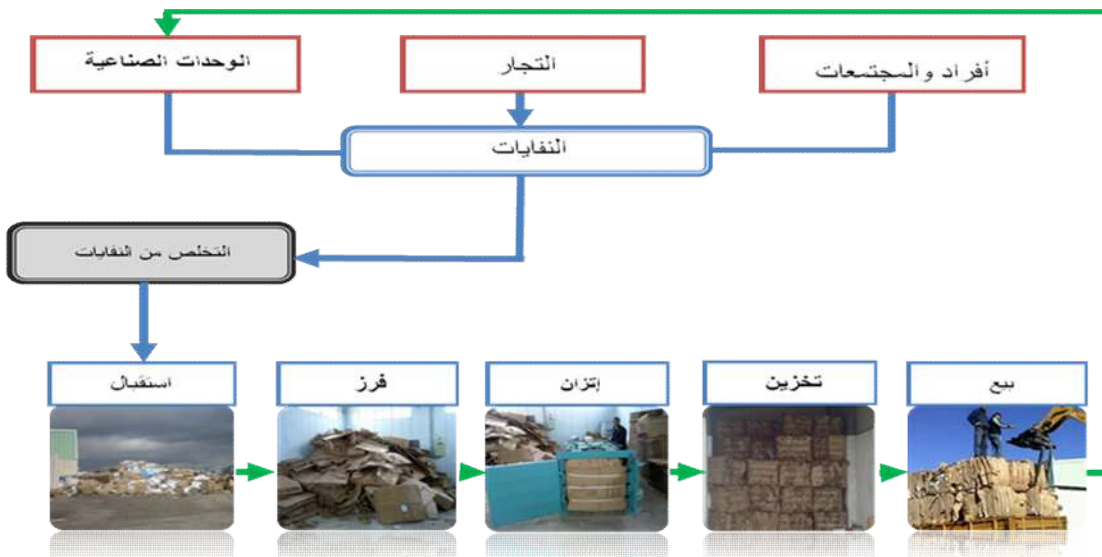 الوحدات الصناعية
التجار
أفراد والمجتمعات
النفايات
التخلص من النفايات
استقبال
فرز
إتزان
تخزين
بيع